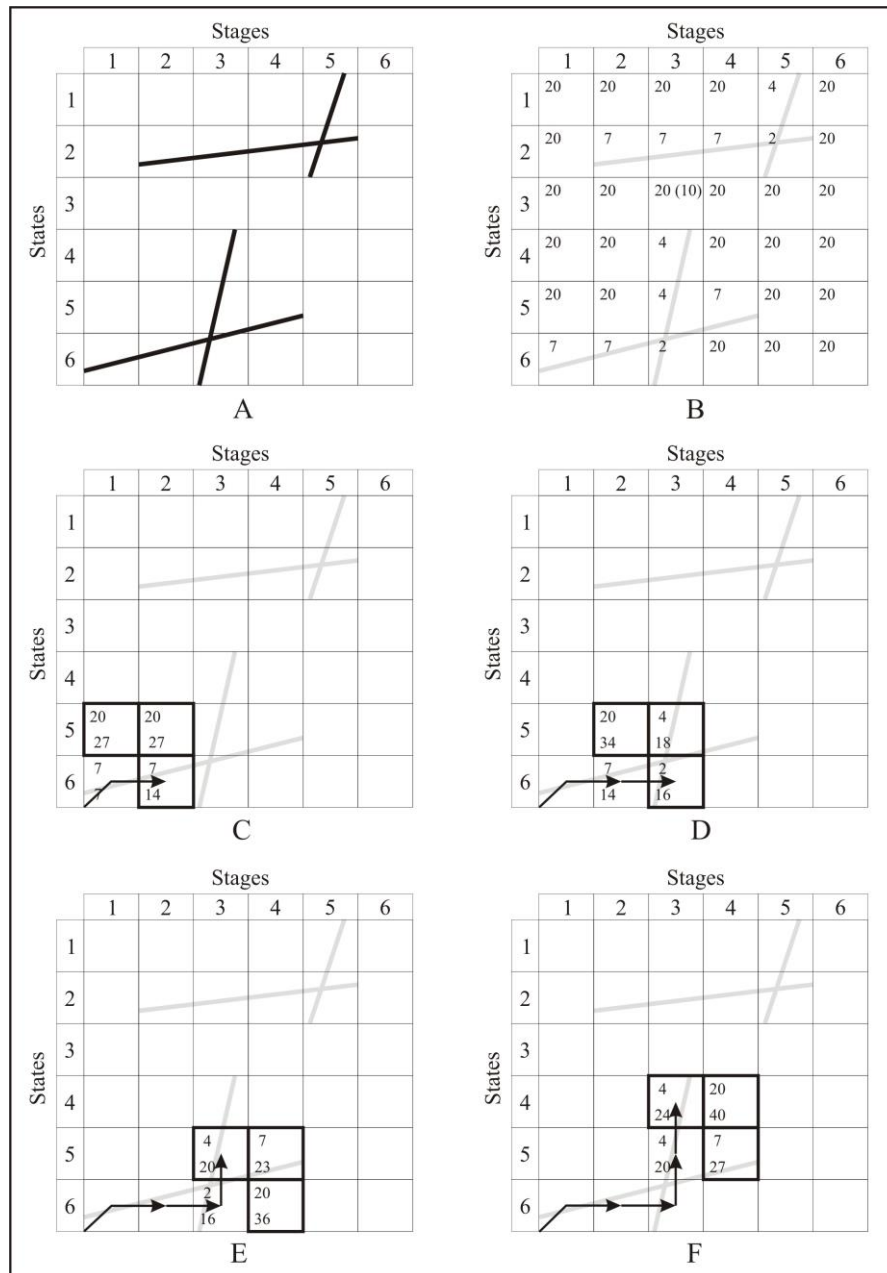 Stages
1 2 3 4 5 6
States
1
2
3
4
5
6
A
Stages
1 2 3 4 5 6
States
1 20 20 20 20 4 20
2 20 7 7 7 2 20
3 20 20 20 (10) 20 20 20
4 20 20 4 20 20 20
5 20 20 4 7 20 20
6 7 7 2 20 20 20
B
Stages
1 2 3 4 5 6
States
1
2
3
4
5 20 20
27 27
6 7 7
7 14
C
Stages
1 2 3 4 5 6
States
1
2
3
4
5 20 4
34 18
6 7 2
14 16
D
Stages
1 2 3 4 5 6
States
1
2
3
4
5 4 7
20 23
6 2 20
16 36
E
Stages
1 2 3 4 5 6
States
1
2
3
4 4 20
24 40
5 4 7
20 27
6
F